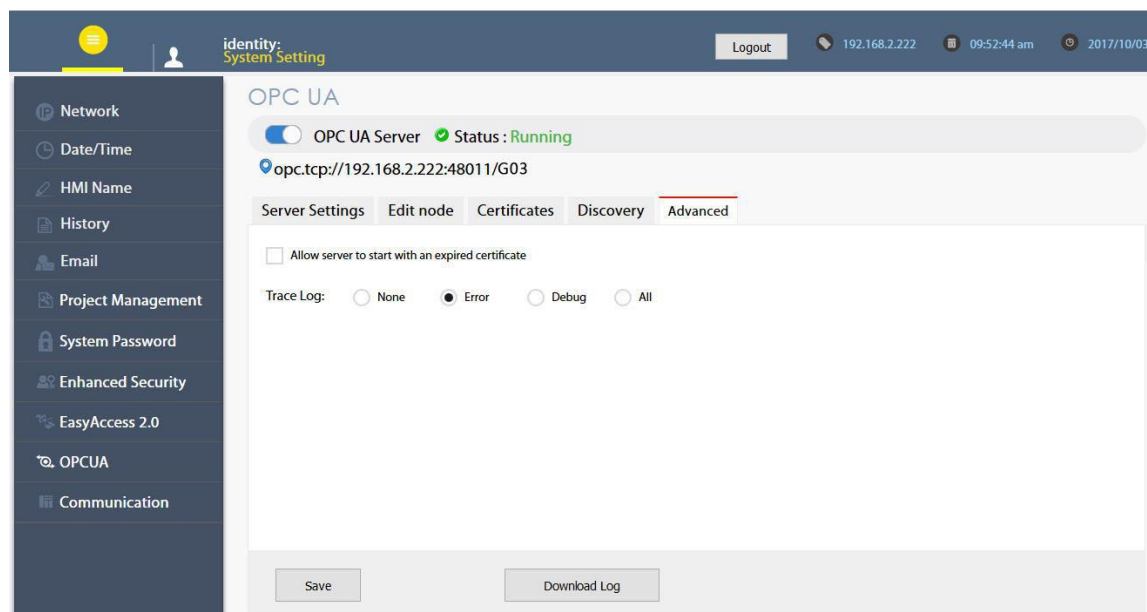 identity:
System Setting
Logout
192.168.2.222
09:52:44 am
2017/10/03
Network
Date/Time
HMI Name
History
Email
Project Management
System Password
Enhanced Security
EasyAccess 2.0
OPCUA
Communication
OPC UA
OPC UA Server Status : Running
opc.tcp://192.168.2.222:48011/G03
Server Settings Edit node Certificates Discovery Advanced
Allow server to start with an expired certificate
Trace Log: None Error Debug All
Save Download Log